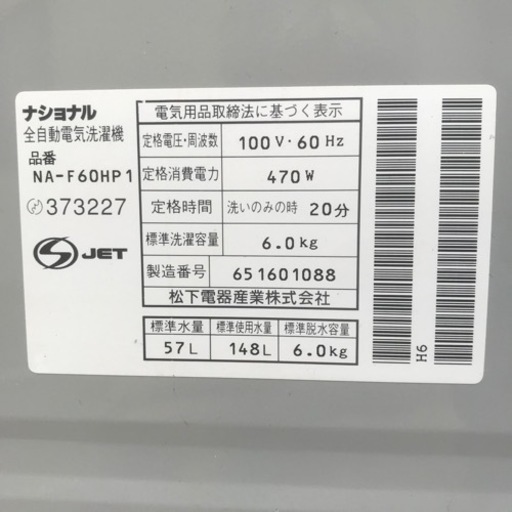 ナショナル
全自動電気洗濯機
品番
NA-F60HP1
373227
JET
電気用品取締法に基づく表示
定格電圧・周波数 100V・60Hz
定格消費電力 470W
定格時間 洗いのみの時 20分
標準洗濯容量 6.0kg
製造番号 651601088
松下電器産業株式会社
標準水量 標準使用水量 標準脱水容量
57L 148L 6.0kg
H6